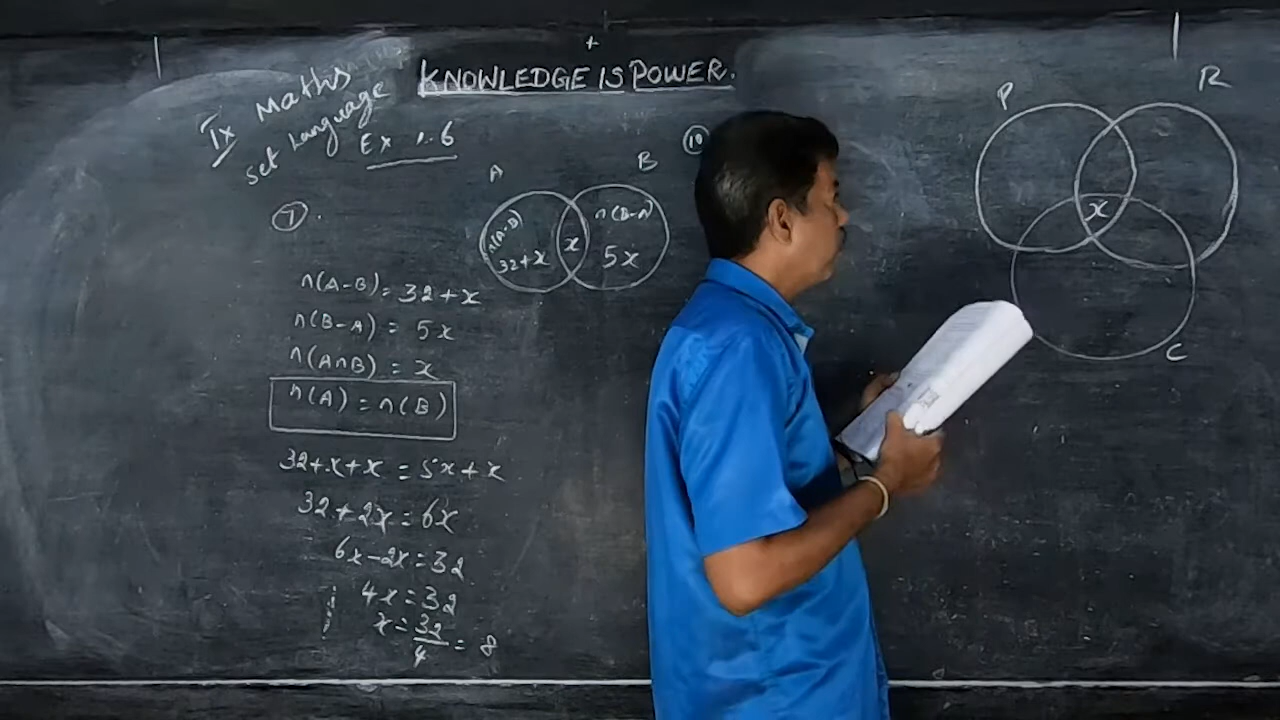 KNOWLEDGE IS POWER.
IX Maths
Set Language
Ex 1.6
7.
A
B
n(A-B)
32+x
x
n(B-A)
5x
n(A-B) = 32+x
n(B-A) = 5x
n(A∩B) = x
n(A) = n(B)
32+x+x = 5x+x
32+2x = 6x
6x-2x = 32
4x = 32
x = 32/4 = 8
10
P
R
x
C